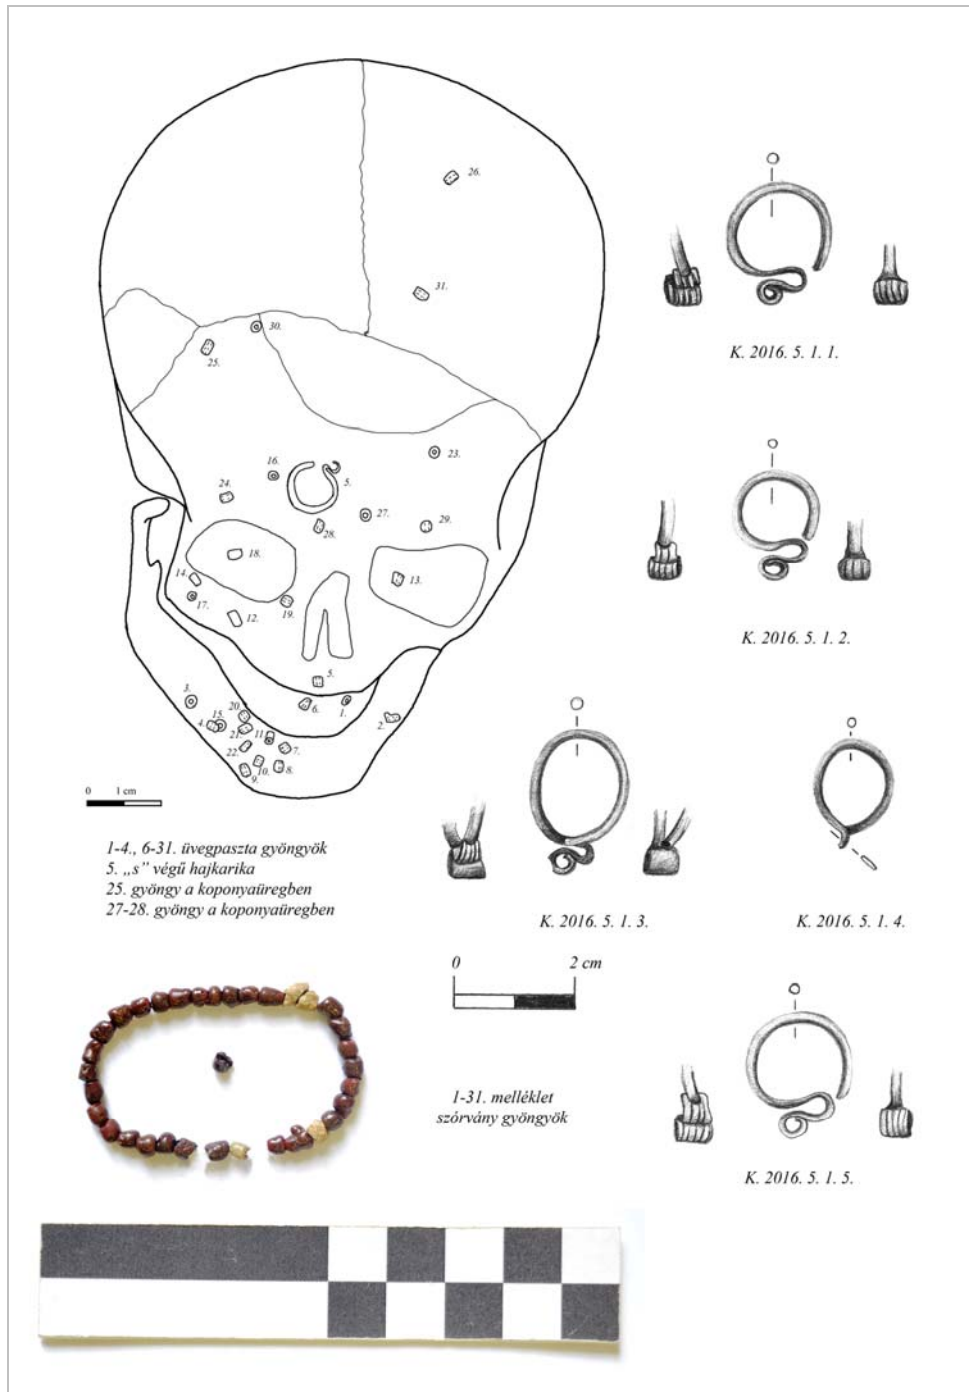 26.
31.
30.
25.
23.
16.
5.
24.
27.
28.
29.
18.
14.
13.
17.
19.
12.
5.
3.
6.
1.
20.
15.
4.
2.
21.
11.
22.
7.
10.
8.
9.
0 1 cm
1-4., 6-31. üvegpaszta gyöngyök
5. „s” végű hajkarika
25. gyöngy a koponyaüregben
27-28. gyöngy a koponyaüregben
K. 2016. 5. 1. 1.
K. 2016. 5. 1. 2.
K. 2016. 5. 1. 3.
K. 2016. 5. 1. 4.
0 2 cm
1-31. melléklet
szórvány gyöngyök
K. 2016. 5. 1. 5.